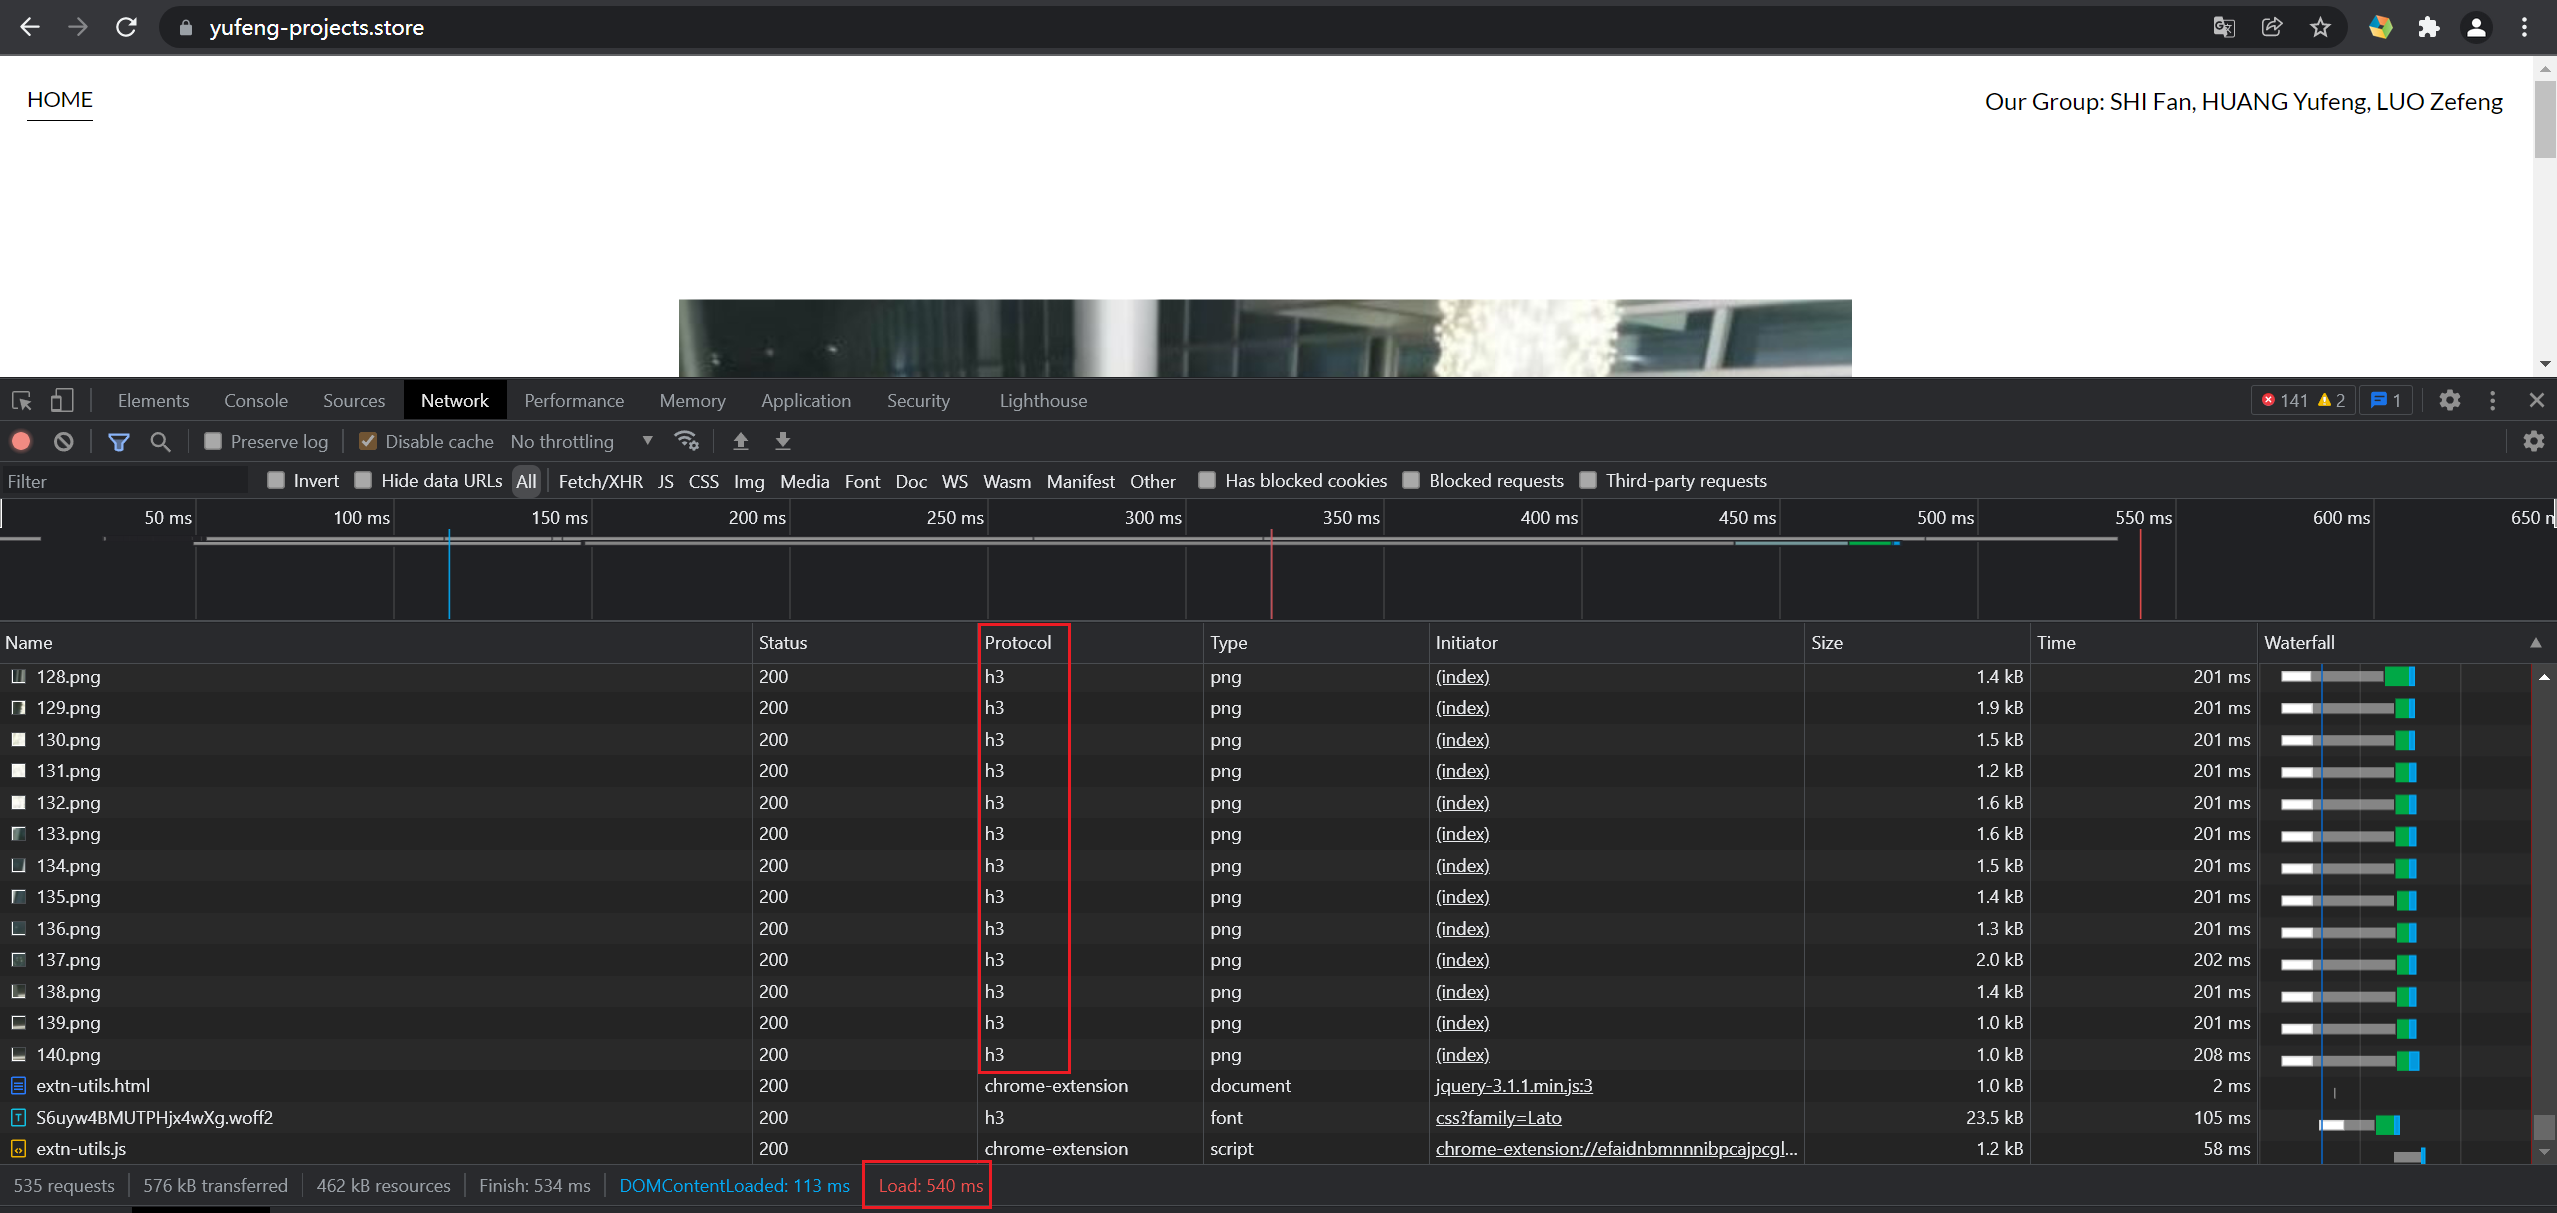 yufeng-projects.store
HOME
Our Group: SHI Fan, HUANG Yufeng, LUO Zefeng
Elements Console Sources Network Performance Memory Application Security Lighthouse 141 2 1
Preserve log Disable cache No throttling
Filter Invert Hide data URLs All Fetch/XHR JS CSS Img Media Font Doc WS Wasm Manifest Other Has blocked cookies Blocked requests Third-party requests
50 ms 100 ms 150 ms 200 ms 250 ms 300 ms 350 ms 400 ms 450 ms 500 ms 550 ms 600 ms 650 
Name Status Protocol Type Initiator Size Time Waterfall
128.png 200 h3 png (index) 1.4 kB 201 ms
129.png 200 h3 png (index) 1.9 kB 201 ms
130.png 200 h3 png (index) 1.5 kB 201 ms
131.png 200 h3 png (index) 1.2 kB 201 ms
132.png 200 h3 png (index) 1.6 kB 201 ms
133.png 200 h3 png (index) 1.6 kB 201 ms
134.png 200 h3 png (index) 1.5 kB 201 ms
135.png 200 h3 png (index) 1.4 kB 201 ms
136.png 200 h3 png (index) 1.3 kB 201 ms
137.png 200 h3 png (index) 2.0 kB 202 ms
138.png 200 h3 png (index) 1.4 kB 201 ms
139.png 200 h3 png (index) 1.0 kB 201 ms
140.png 200 h3 png (index) 1.0 kB 208 ms
extn-utils.html 200 chrome-extension document jquery-3.1.1.min.js:3 1.0 kB 2 ms
S6uyw4BMUTPHjx4wXg.woff2 200 h3 font css?family=Lato 23.5 kB 105 ms
extn-utils.js 200 chrome-extension script chrome-extension://efaidnbmnnnibpcajpcgl... 1.2 kB 58 ms
535 requests 576 kB transferred 462 kB resources Finish: 534 ms DOMContentLoaded: 113 ms Load: 540 ms